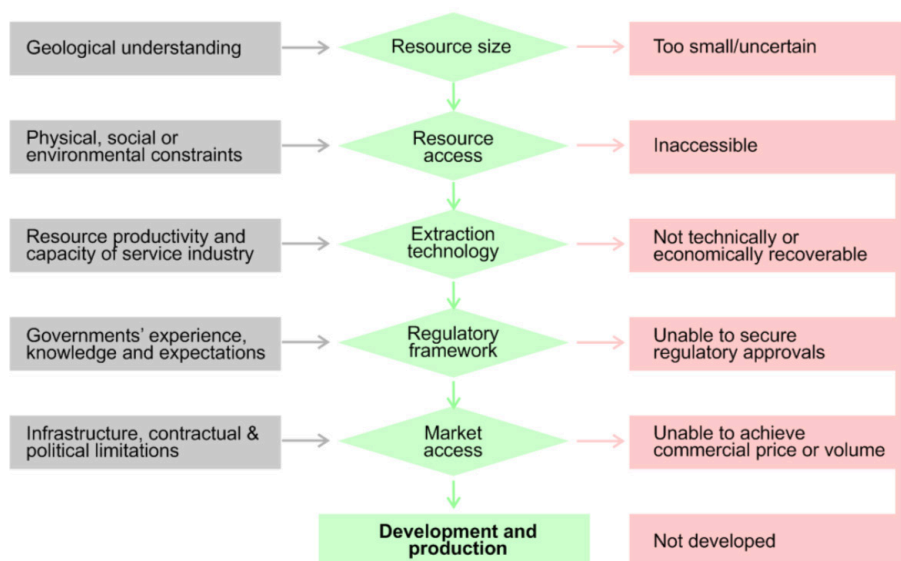 Geological understanding
Resource size
Too small/uncertain
Physical, social or
environmental constraints
Resource
access
Inaccessible
Resource productivity and
capacity of service industry
Extraction
technology
Not technically or
economically recoverable
Governments' experience,
knowledge and expectations
Regulatory
framework
Unable to secure
regulatory approvals
Infrastructure, contractual &
political limitations
Market
access
Unable to achieve
commercial price or volume
Development and
production
Not developed